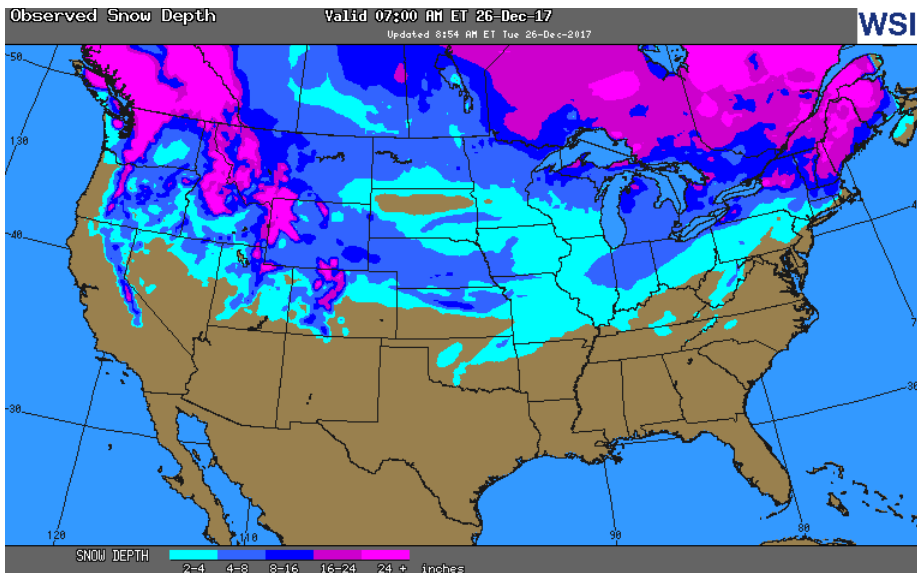 Observed Snow Depth
Valid 07:00 AM ET 26-Dec-17
Updated 8:54 AM ET Tue 26-Dec-2017
WSI
50
130
40
30
120
110
90
80
30
SNOW DEPTH
2-4 4-8 8-16 16-24 24 + inches